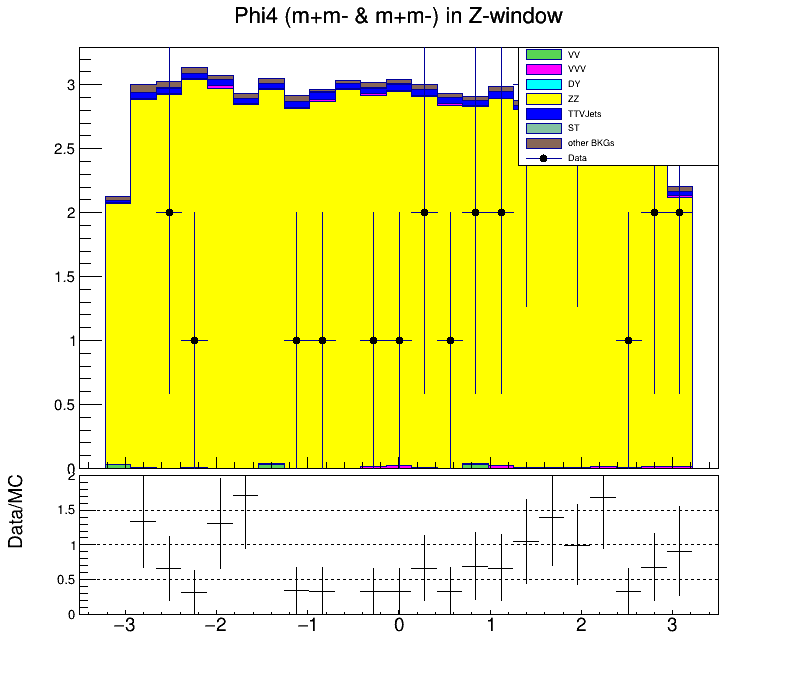 Phi4 (m+m- & m+m-) in Z-window
VV
VVV
DY
ZZ
TTVJets
ST
other BKGs
Data
3
2.5
2
1.5
1
0.5
0
Data/MC
2
1.5
1
0.5
0
−3 −2 −1 0 1 2 3